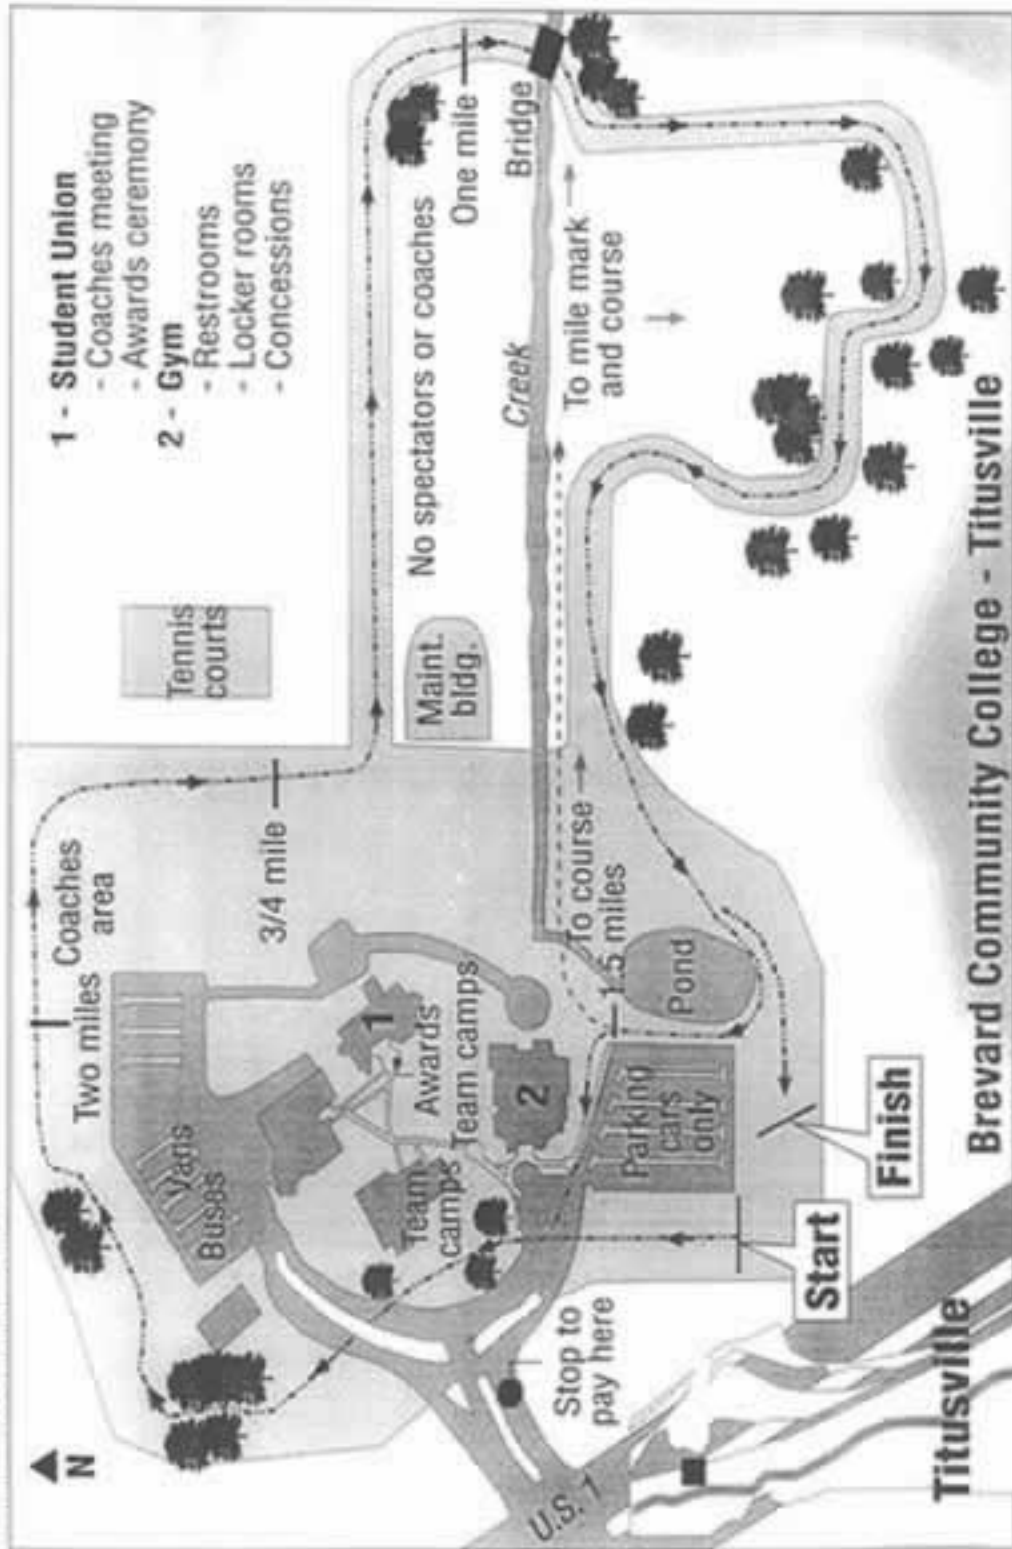 1 - Student Union
- Coaches meeting
- Awards ceremony
2 - Gym
- Restrooms
- Locker rooms
- Concessions
N
Two miles
Coaches
area
3/4 mile
Tennis
courts
Vans
Buses
1
Awards
Team camps
Team
camps
2
Maint.
bldg.
No spectators or coaches
One mile
Creek
Bridge
To mile mark
and course
To course
1.5 miles
Pond
Parking
cars
only
Stop to
pay here
U.S. 1
Start
Finish
Titusville
Brevard Community College - Titusville